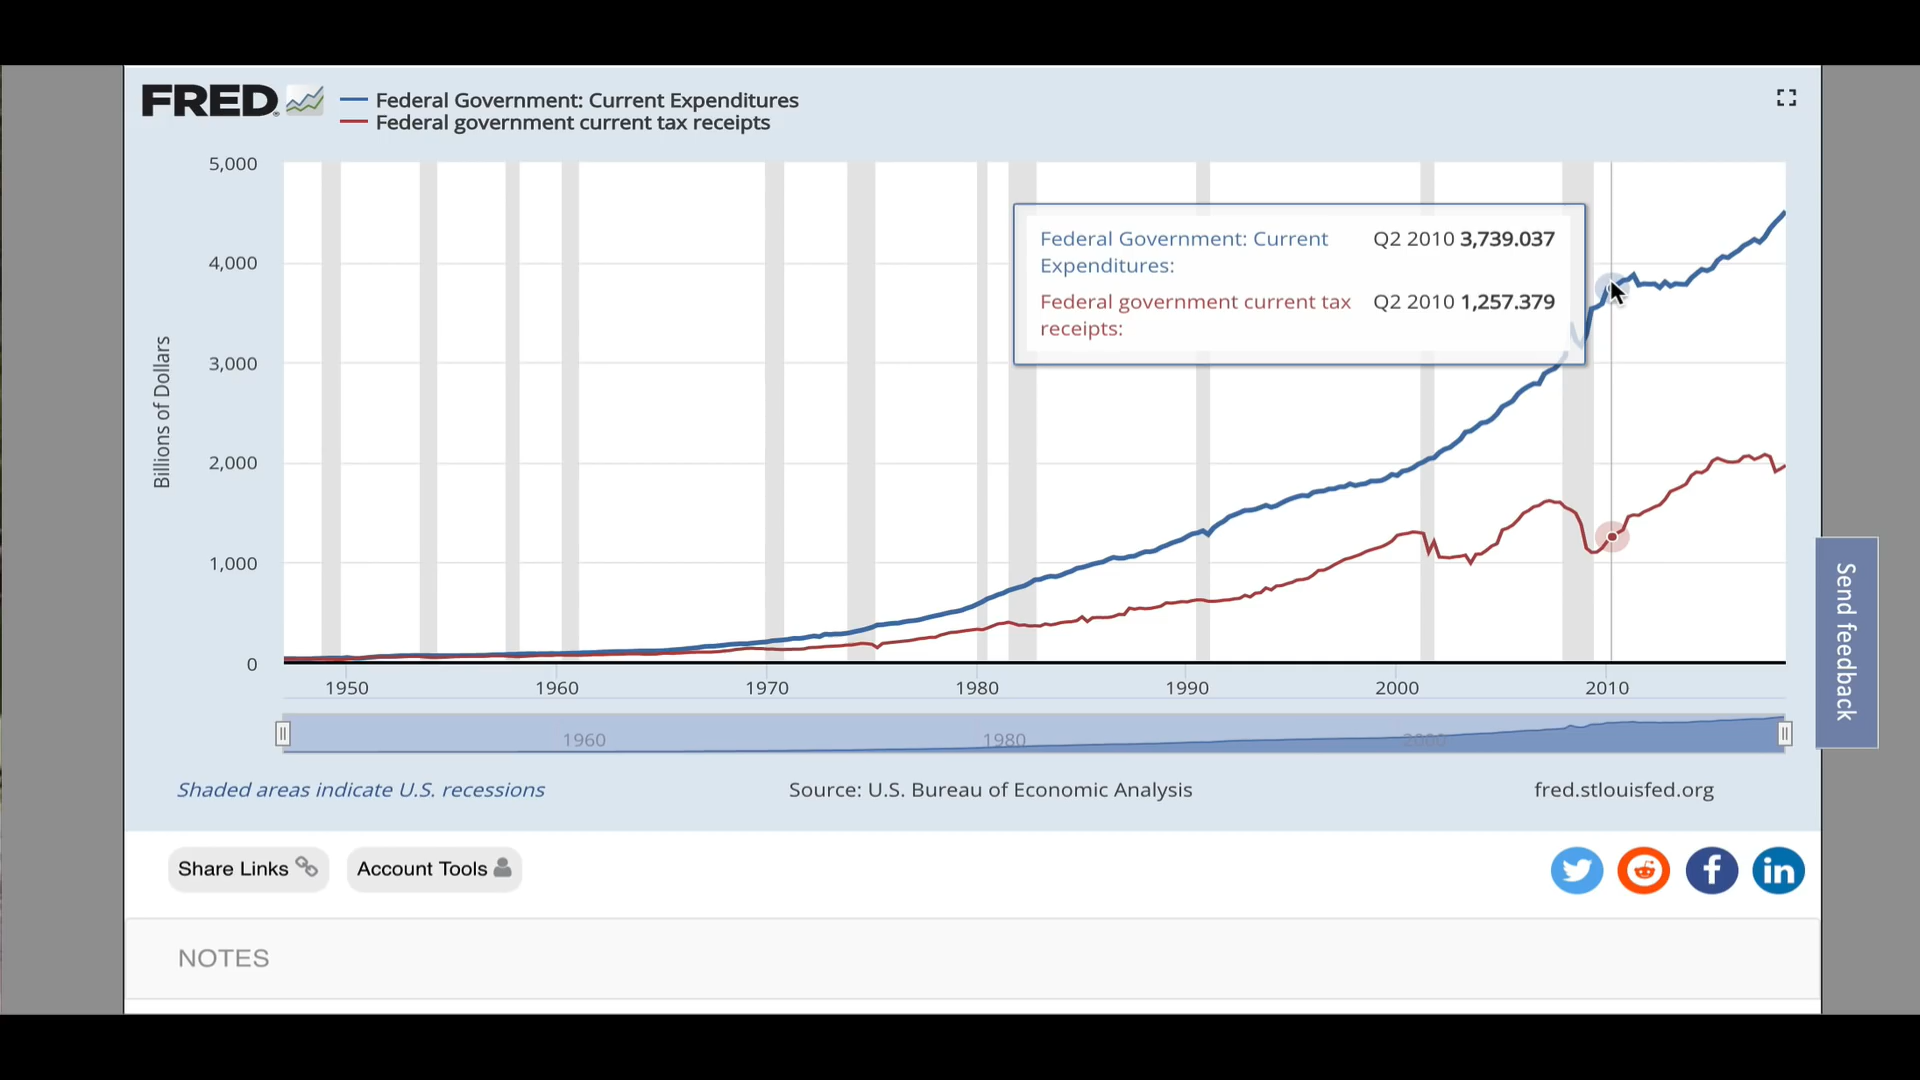 FRED
Federal Government: Current Expenditures
Federal government current tax receipts
5,000
4,000
3,000
2,000
1,000
0
Billions of Dollars
Federal Government: Current Q2 2010 3,739.037
Expenditures:
Federal government current tax Q2 2010 1,257.379
receipts:
1950 1960 1970 1980 1990 2000 2010
1960 1980 2000
Shaded areas indicate U.S. recessions Source: U.S. Bureau of Economic Analysis fred.stlouisfed.org
Send feedback
Share Links Account Tools
in
NOTES